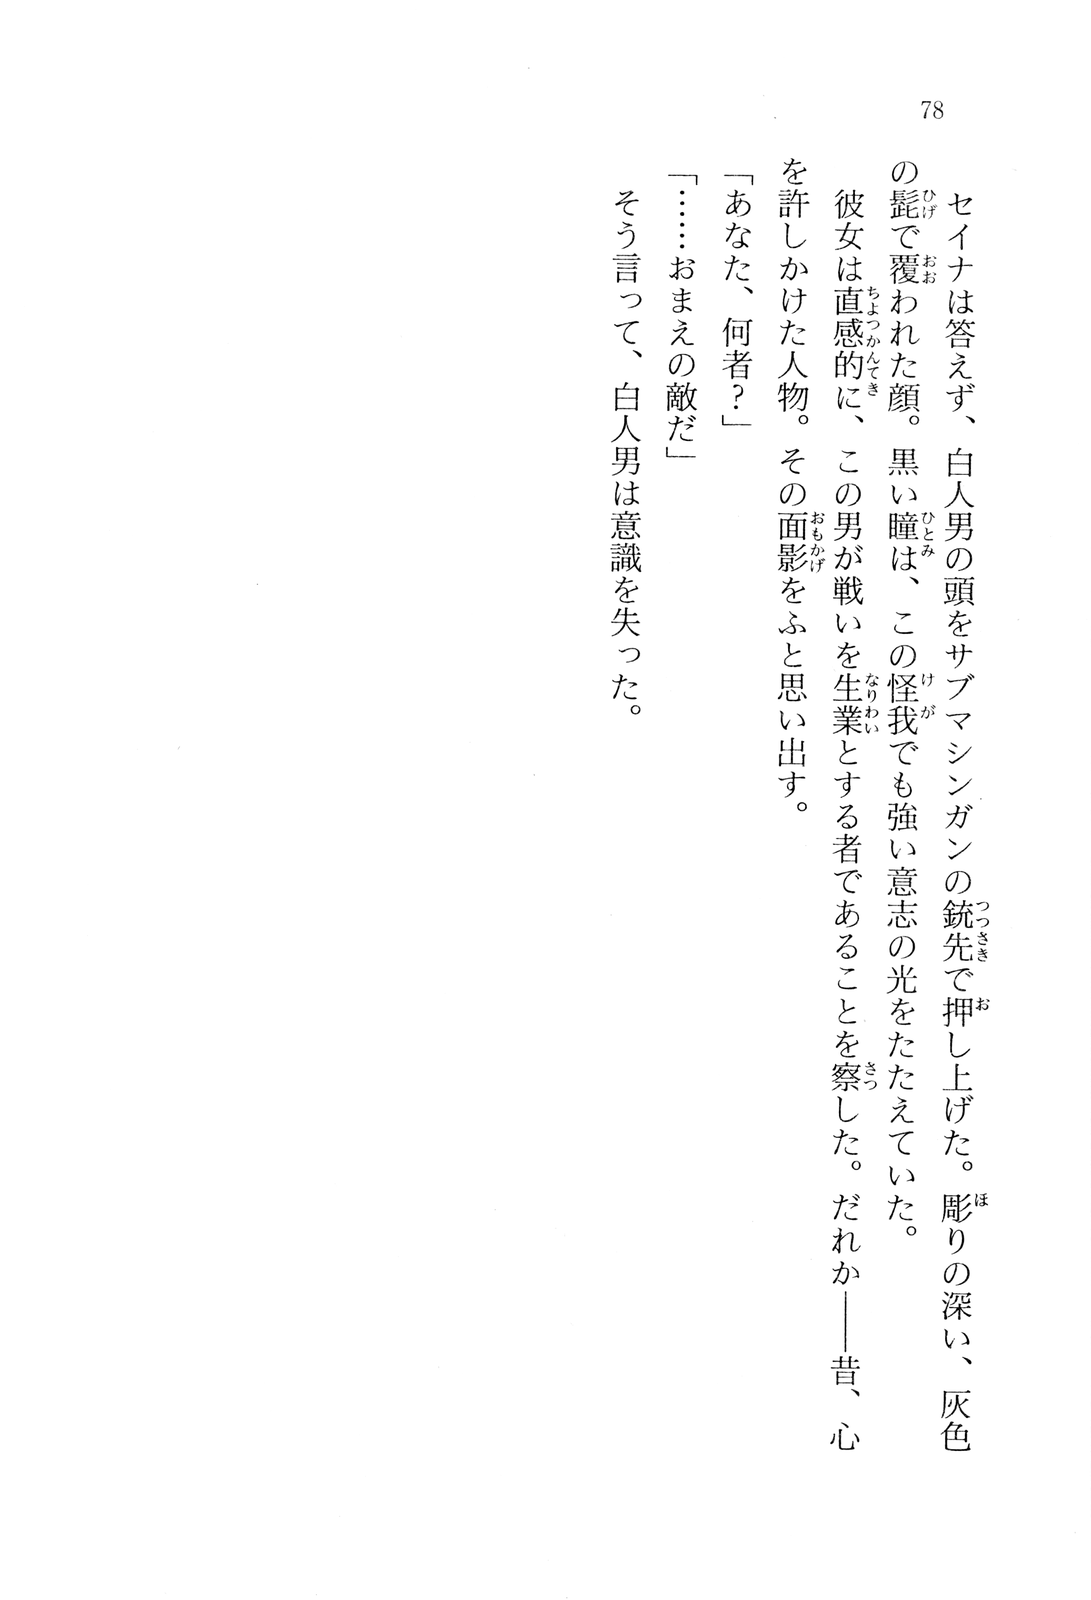 78
セイナは答えず、白人男の頭をサブマシンガンの銃先で押し上げた。彫りの深い、灰色
の髭で覆われた顔。黒い瞳は、この怪我でも強い意志の光をたたえていた。
彼女は直感的に、この男が戦いを生業とする者であることを察した。だれか――昔、心
を許しかけた人物。その面影をふと思い出す。
「あなた、何者？」
「……おまえの敵だ」
そう言って、白人男は意識を失った。